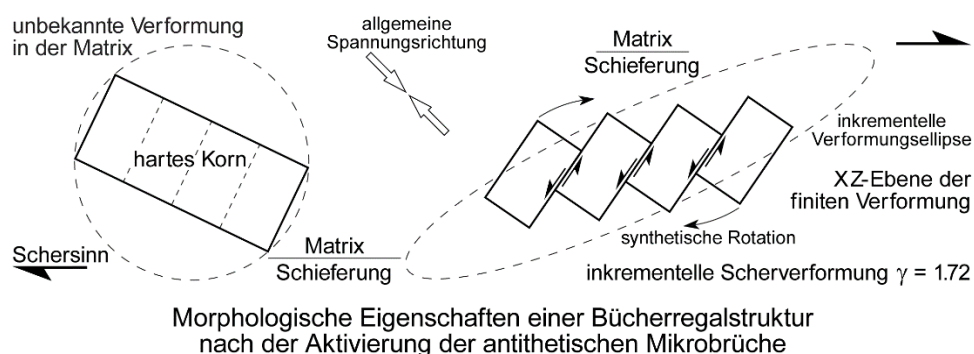 unbekannte Verformung
in der Matrix
hartes Korn
Schersinn
allgemeine
Spannungsrichtung
Matrix
Schieferung
Matrix
Schieferung
inkrementelle
Verformungsellipse
XZ-Ebene der
finiten Verformung
synthetische Rotation
inkrementelle Scherverformung γ = 1.72
Morphologische Eigenschaften einer Bücherregalstruktur
nach der Aktivierung der antithetischen Mikrobrüche